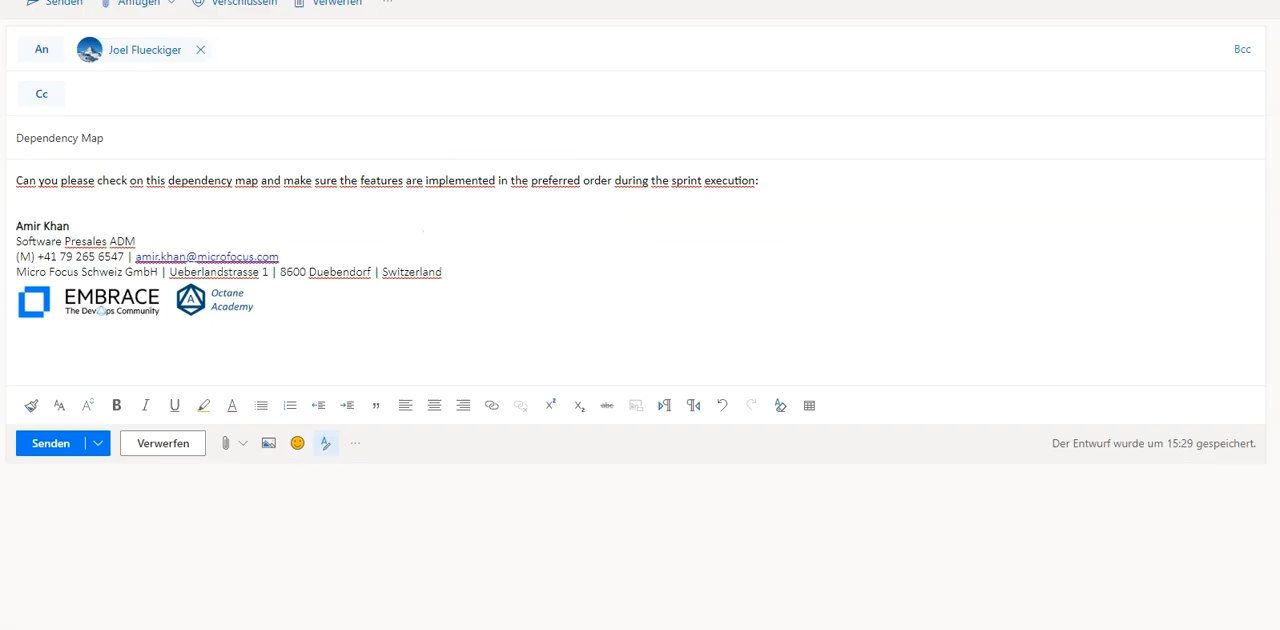 Senden Anfügen Verschlüsseln Verwerfen ...
An Joel Flueckiger Bcc
Cc
Dependency Map
Can you please check on this dependency map and make sure the features are implemented in the preferred order during the sprint execution:
Amir Khan
Software Presales ADM
(M) +41 79 265 6547 | amir.khan@microfocus.com
Micro Focus Schweiz GmbH | Ueberlandstrasse 1 | 8600 Duebendorf | Switzerland
EMBRACE
The DevOps Community
Octane
Academy
Senden Verwerfen ... Der Entwurf wurde um 15:29 gespeichert.